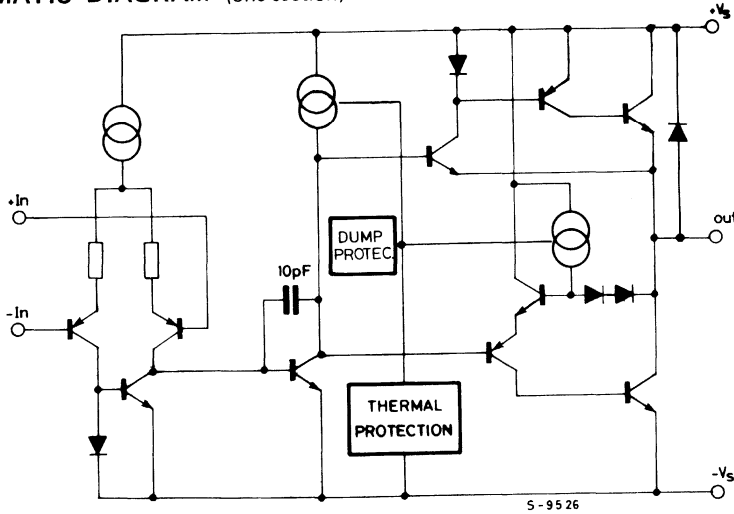 +Vs
+In
-In
out
DUMP
PROTEC.
10pF
THERMAL
PROTECTION
-Vs
S-9526